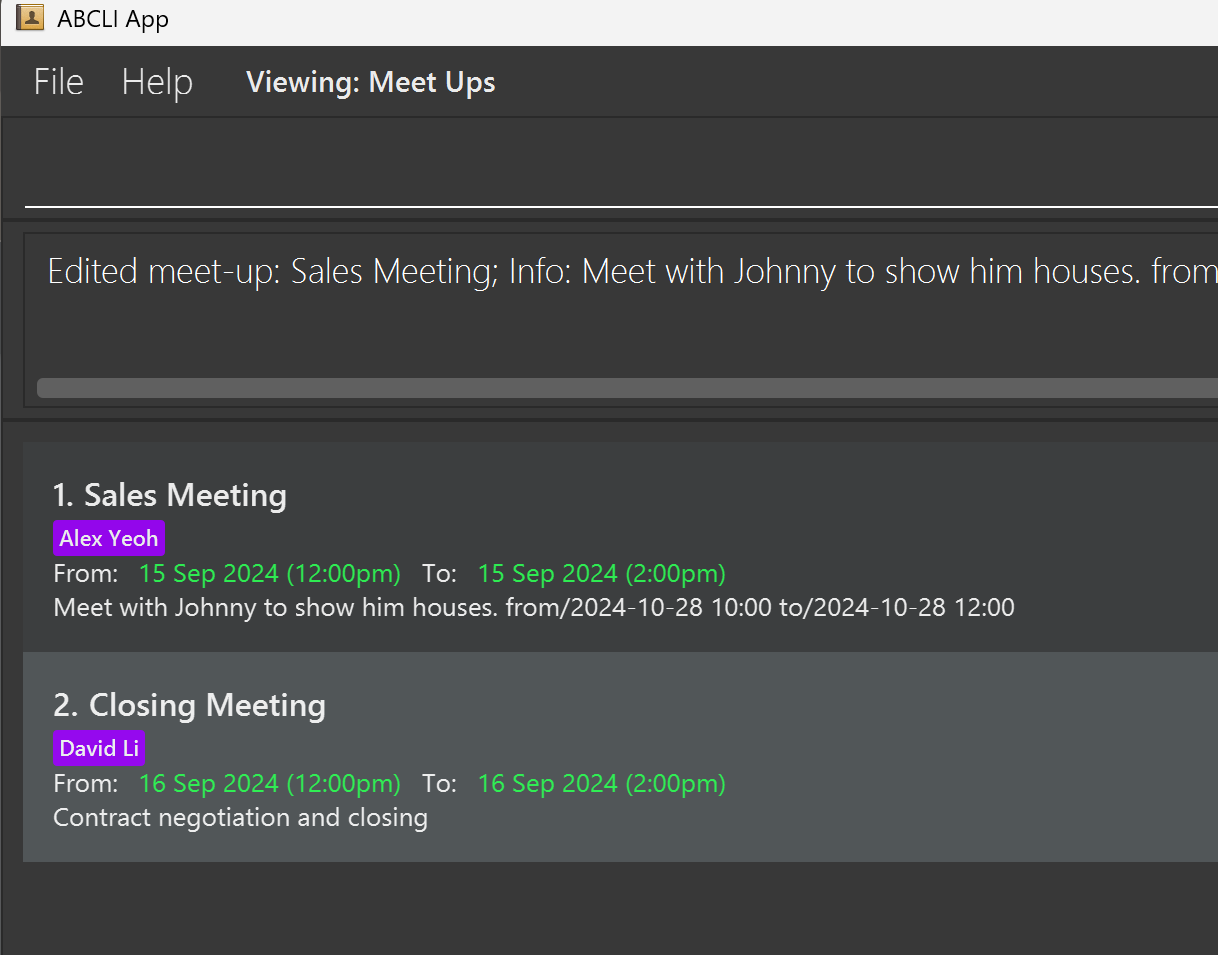 ABCLI App
File Help Viewing: Meet Ups
Edited meet-up: Sales Meeting; Info: Meet with Johnny to show him houses. from
1. Sales Meeting
Alex Yeoh
From: 15 Sep 2024 (12:00pm) To: 15 Sep 2024 (2:00pm)
Meet with Johnny to show him houses. from/2024-10-28 10:00 to/2024-10-28 12:00
2. Closing Meeting
David Li
From: 16 Sep 2024 (12:00pm) To: 16 Sep 2024 (2:00pm)
Contract negotiation and closing